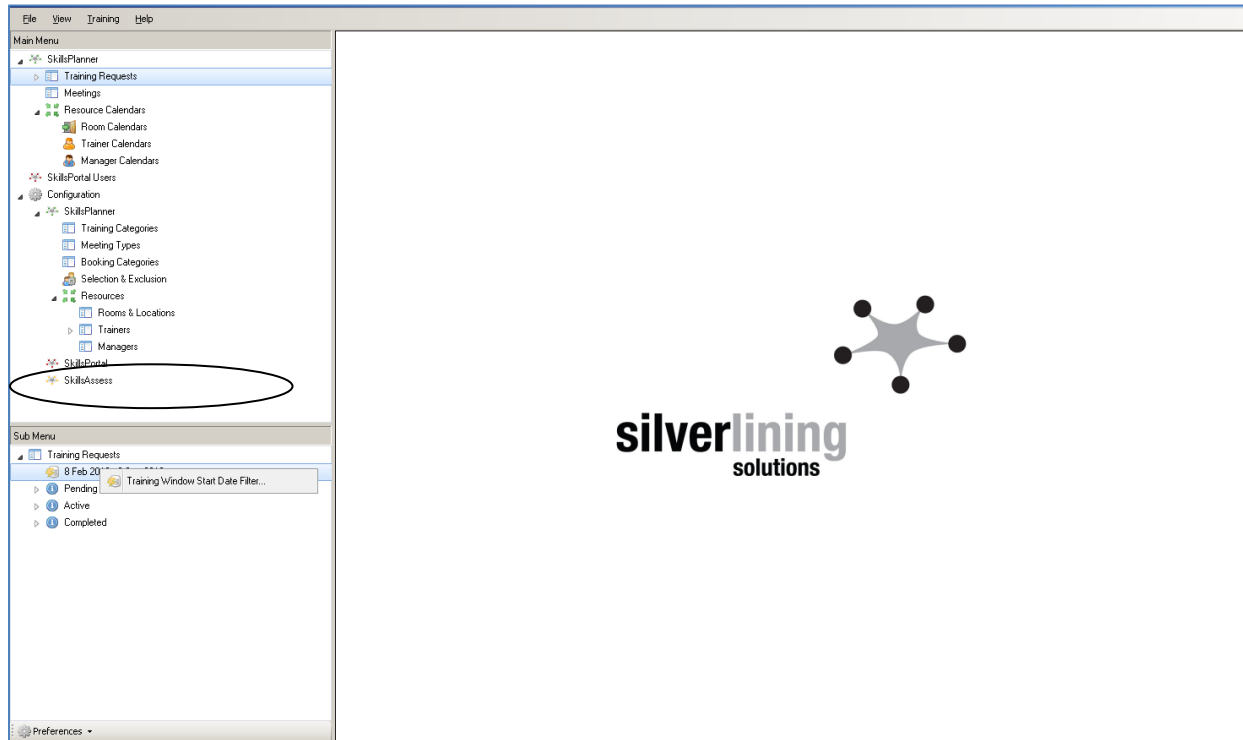 File View Training Help
Main Menu
SkillsPlanner
Training Requests
Meetings
Resource Calendars
Room Calendars
Trainer Calendars
Manager Calendars
SkillsPortal Users
Configuration
SkillsPlanner
Training Categories
Meeting Types
Booking Categories
Selection & Exclusion
Resources
Rooms & Locations
Trainers
Managers
SkillsPortal
SkillsAssess
silverlining
solutions
Sub Menu
Training Requests
8 Feb
Training Window Start Date Filter...
Pending
Active
Completed
Preferences